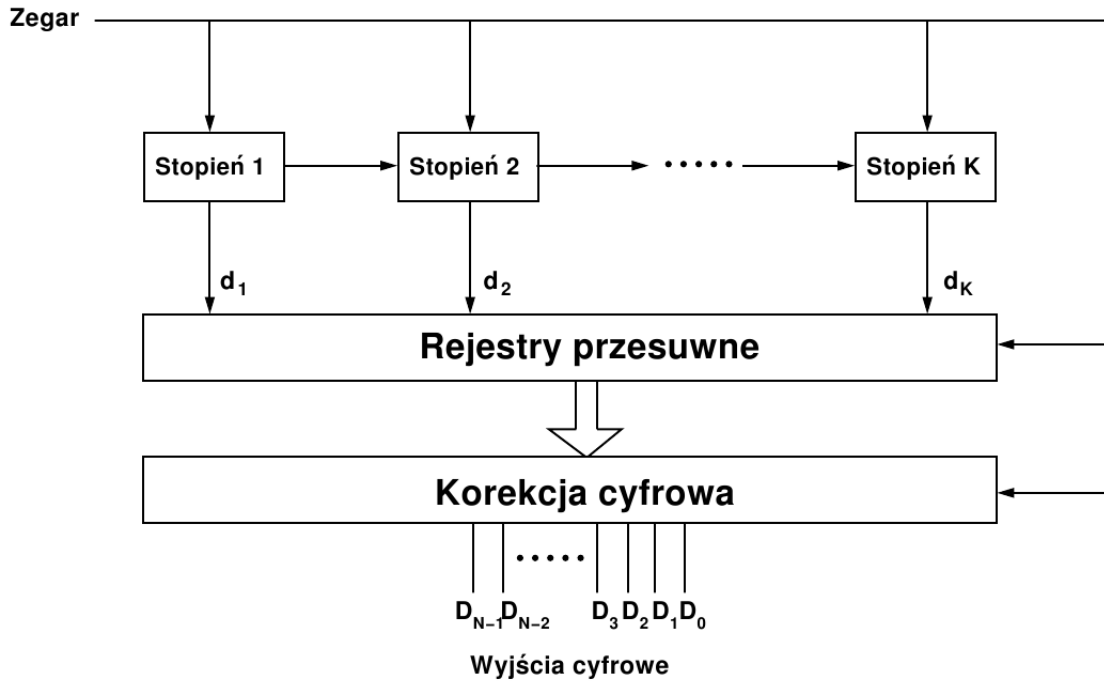 Zegar
Stopień 1
Stopień 2
Stopień K
d1
d2
dK
Rejestry przesuwne
Korekcja cyfrowa
DN−1 DN−2 D3 D2 D1 D0
Wyjścia cyfrowe